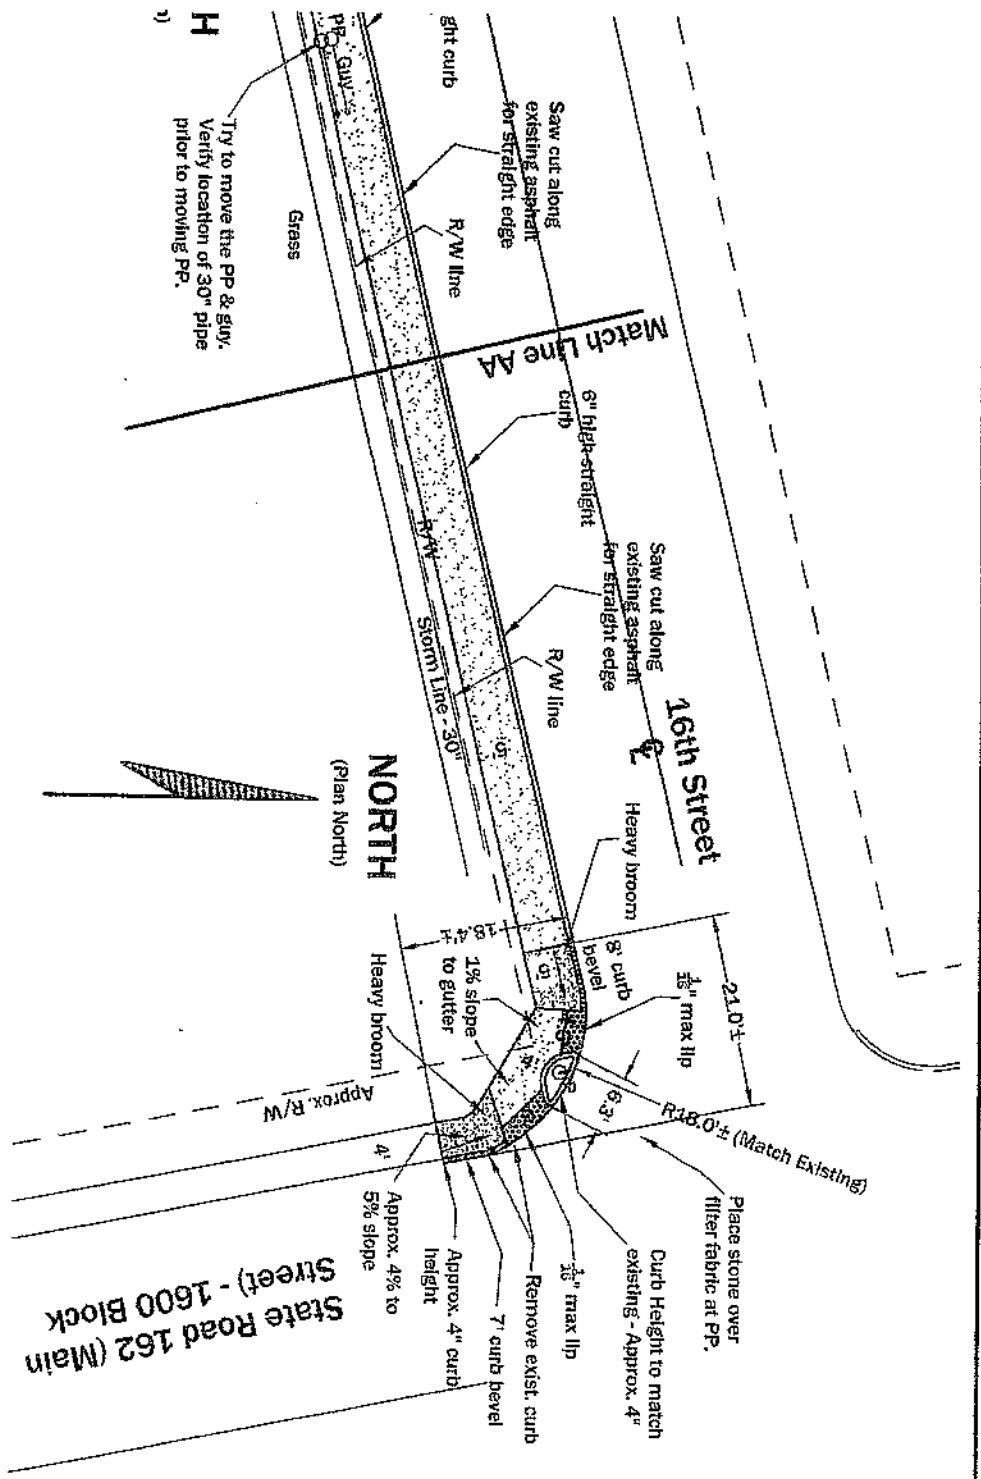 H
PP
Guy
ght curb
Try to move the PP & guy.
Verify location of 30" pipe
prior to moving PP.
Grass
Saw cut along
existing asphalt
for straight edge
R/W line
Match Line AA
6" high straight
curb
R/W
Storm Line - 30"
Saw cut along
existing asphalt
for straight edge
R/W line
16th Street
NORTH
(Plan North)
Heavy broom
18.4'±
21.0'±
8' curb
bevel
1/16" max lip
1% slope
to gutter
Heavy broom
4'
6.3'
R18.0'± (Match Existing)
Place stone over
filter fabric at PP.
Curb Height to match
existing - Approx. 4"
1/16" max lip
Remove exist. curb
7' curb bevel
Approx. 4" curb
height
Approx. 4% to
5% slope
4'
Approx. R/W
State Road 162 (Main
Street) - 1600 Block